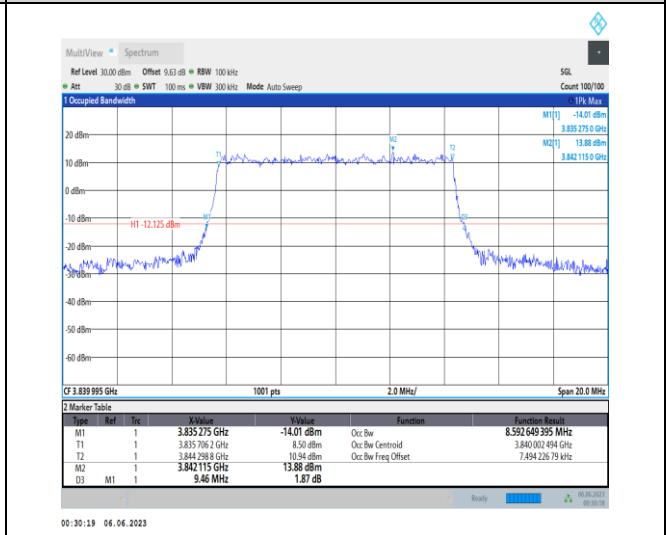 MultiView Spectrum
Ref Level 30.00 dBm Offset 9.63 dB RBW 100 kHz SGL
Att 30 dB SWT 100 ms VBW 300 kHz Mode Auto Sweep Count 100/100
1 Occupied Bandwidth 1Pk Max
M1[1] -14.01 dBm
3.835 275 0 GHz
M2[1] 13.88 dBm
3.842 115 0 GHz
20 dBm
M2
T1
T2
10 dBm
0 dBm
-10 dBm
M1
D3
H1 -12.125 dBm
-20 dBm
-30 dBm
-40 dBm
-50 dBm
-60 dBm
CF 3.839 995 GHz 1001 pts 2.0 MHz/ Span 20.0 MHz
2 Marker Table
Type Ref Trc X-Value Y-Value Function Function Result
M1 1 3.835 275 GHz -14.01 dBm Occ Bw 8.592 649 395 MHz
T1 1 3.835 706 2 GHz 8.50 dBm Occ Bw Centroid 3.840 002 494 GHz
T2 1 3.844 298 8 GHz 10.94 dBm Occ Bw Freq Offset 7.494 226 79 kHz
M2 1 3.842 115 GHz 13.88 dBm
D3 M1 1 9.46 MHz 1.87 dB
Ready 06.06.2023
00:30:18
00:30:19 06.06.2023